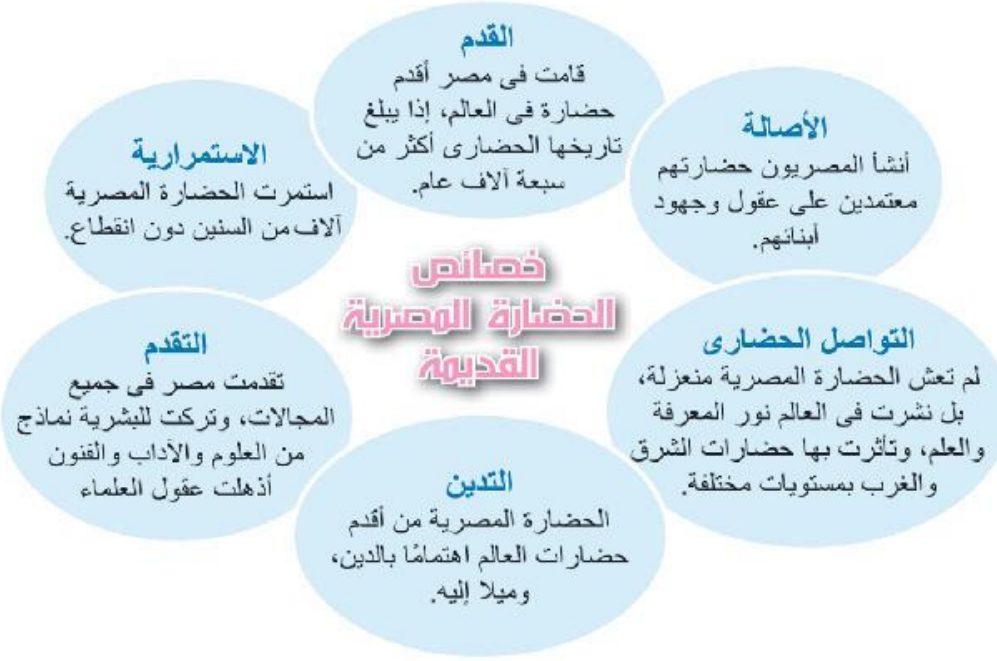 القدم
قامت فى مصر أقدم
حضارة فى العالم، إذا يبلغ
تاريخها الحضارى أكثر من
سبعة آلاف عام.
الأصالة
أنشأ المصريون حضارتهم
معتمدين على عقول وجهود
أبنائهم.
الاستمرارية
استمرت الحضارة المصرية
آلاف من السنين دون انقطاع.
خصائص
الحضارة المصرية
القديمة
التواصل الحضارى
لم تعش الحضارة المصرية منعزلة،
بل نشرت فى العالم نور المعرفة
والعلم، وتأثرت بها حضارات الشرق
والغرب بمستويات مختلفة.
التقدم
تقدمت مصر فى جميع
المجالات، وتركت للبشرية نماذج
من العلوم والآداب والفنون
أذهلت عقول العلماء
التدين
الحضارة المصرية من أقدم
حضارات العالم اهتمامًا بالدين،
وميلا إليه.